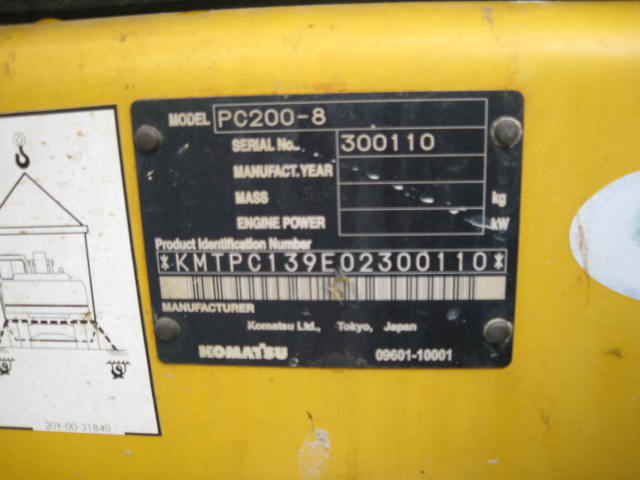 MODEL PC200-8
SERIAL No. 300110
MANUFACT. YEAR
MASS kg
ENGINE POWER kW
Product Identification Number
*KMTPC139E02300110*
MANUFACTURER
Komatsu Ltd., Tokyo, Japan
KOMATSU 09601-10001
20Y-00-31840